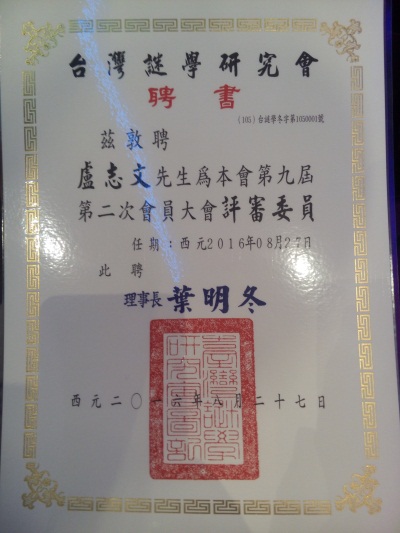 台灣謎學研究會
聘書
(105)台謎學冬字第1050001號
茲敦聘
盧志文先生為本會第九屆
第二次會員大會評審委員
任期：西元2016年08月27日
此聘
理事長 葉明冬
西元二〇一六年八月二十七日